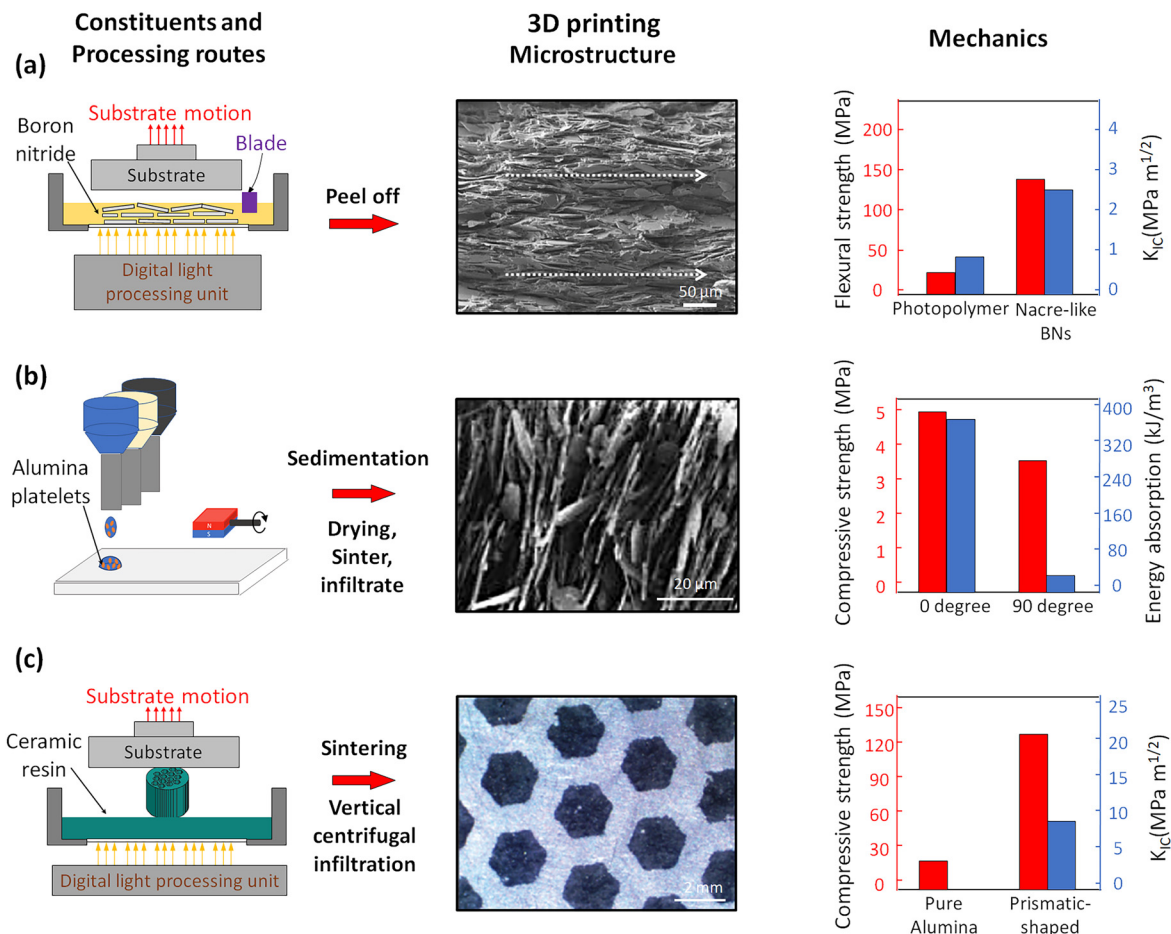 Constituents and
Processing routes
3D printing
Microstructure
Mechanics
(a)
Substrate motion
Boron
nitride
Blade
Substrate
Digital light
processing unit
Peel off
50 μm
Flexural strength (MPa)
200
150
100
50
0
4
3
2
1
0
K_IC(MPa m^1/2)
Photopolymer
Nacre-like
BNs
(b)
Alumina
platelets
N
S
Sedimentation
Drying,
Sinter,
infiltrate
20 μm
Compressive strength (MPa)
5
4
3
2
1
0
400
320
240
160
80
0
Energy absorption (kJ/m³)
0 degree
90 degree
(c)
Substrate motion
Ceramic
resin
Substrate
Digital light processing unit
Sintering
Vertical
centrifugal
infiltration
2 mm
Compressive strength (MPa)
150
120
90
60
30
0
25
20
15
10
5
0
K_IC(MPa m^1/2)
Pure
Alumina
Prismatic-
shaped